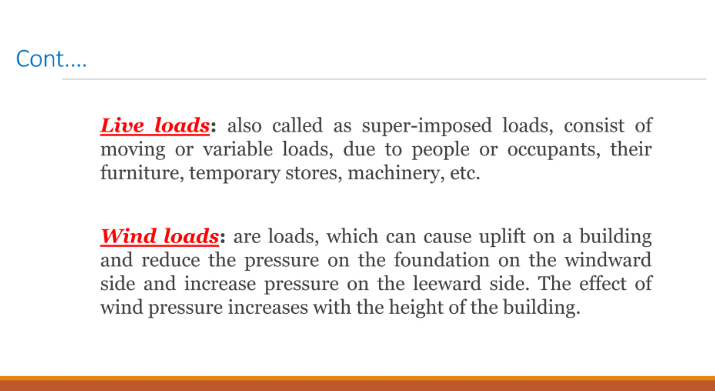 Cont....
Live loads: also called as super-imposed loads, consist of
moving or variable loads, due to people or occupants, their
furniture, temporary stores, machinery, etc.
Wind loads: are loads, which can cause uplift on a building
and reduce the pressure on the foundation on the windward
side and increase pressure on the leeward side. The effect of
wind pressure increases with the height of the building.